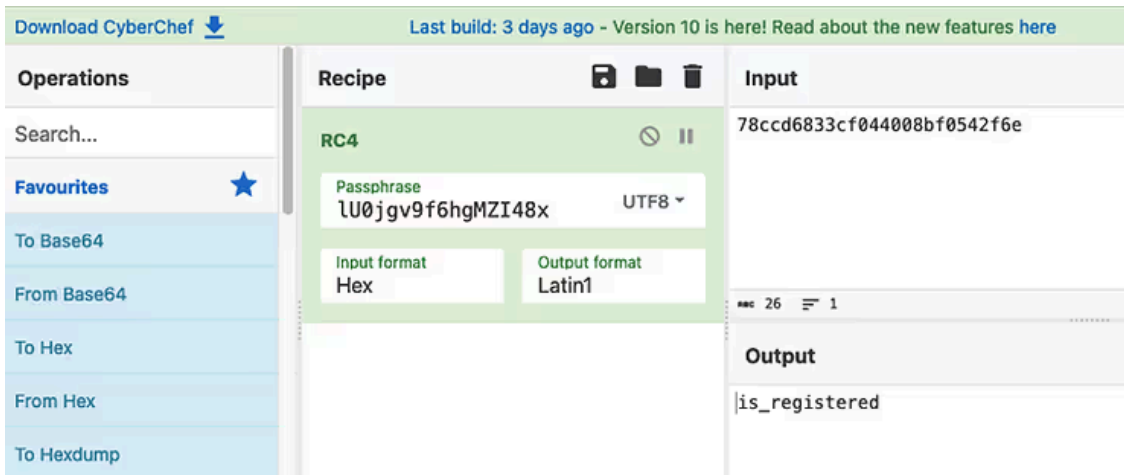 Download CyberChef
Last build: 3 days ago - Version 10 is here! Read about the new features here
Operations
Search...
Favourites
To Base64
From Base64
To Hex
From Hex
To Hexdump
Recipe
RC4
Passphrase
lU0jgv9f6hgMZI48x
UTF8
Input format
Hex
Output format
Latin1
Input
78ccd6833cf044008bf0542f6e
ABC 26 1
Output
is_registered